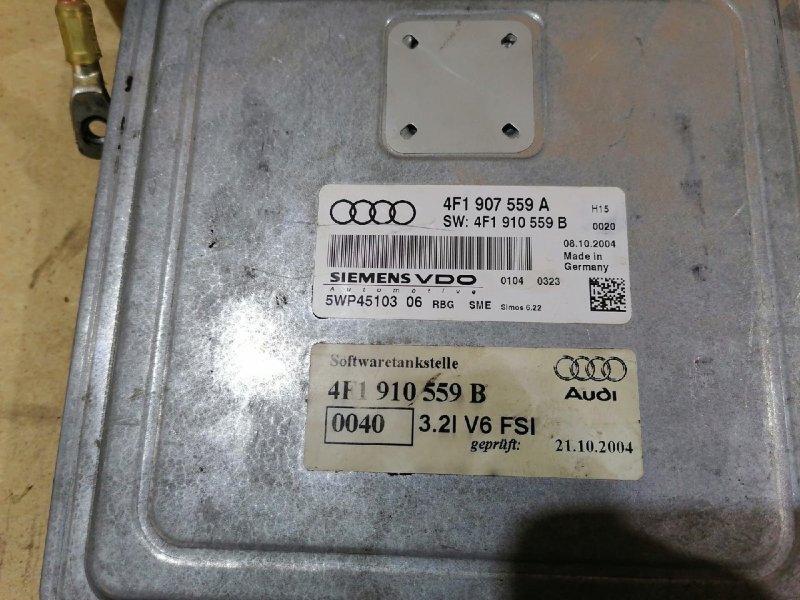 4F1 907 559 A H15
SW: 4F1 910 559 B 0020
08.10.2004
Made in
Germany
SIEMENS VDO 0104 0323
Automotive
5WP45103 06 RBG SME Simos 6.22
Softwaretankstelle
4F1 910 559 B
Audi
0040 3.2l V6 FSI
geprüft: 21.10.2004